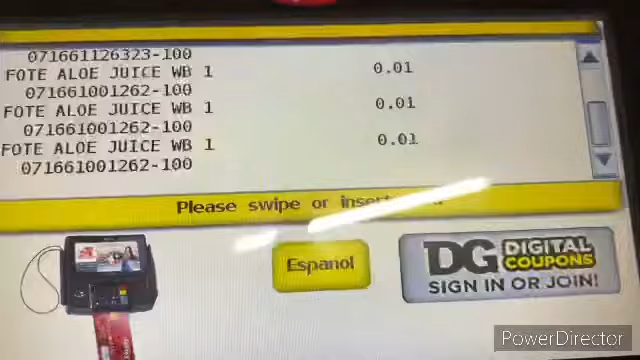 071661126323-100
FOTE ALOE JUICE WB 1 0.01
071661001262-100
FOTE ALOE JUICE WB 1 0.01
071661001262-100
FOTE ALOE JUICE WB 1 0.01
071661001262-100
Please swipe or insert
Espanol
DG DIGITAL COUPONS
SIGN IN OR JOIN!
PowerDirector